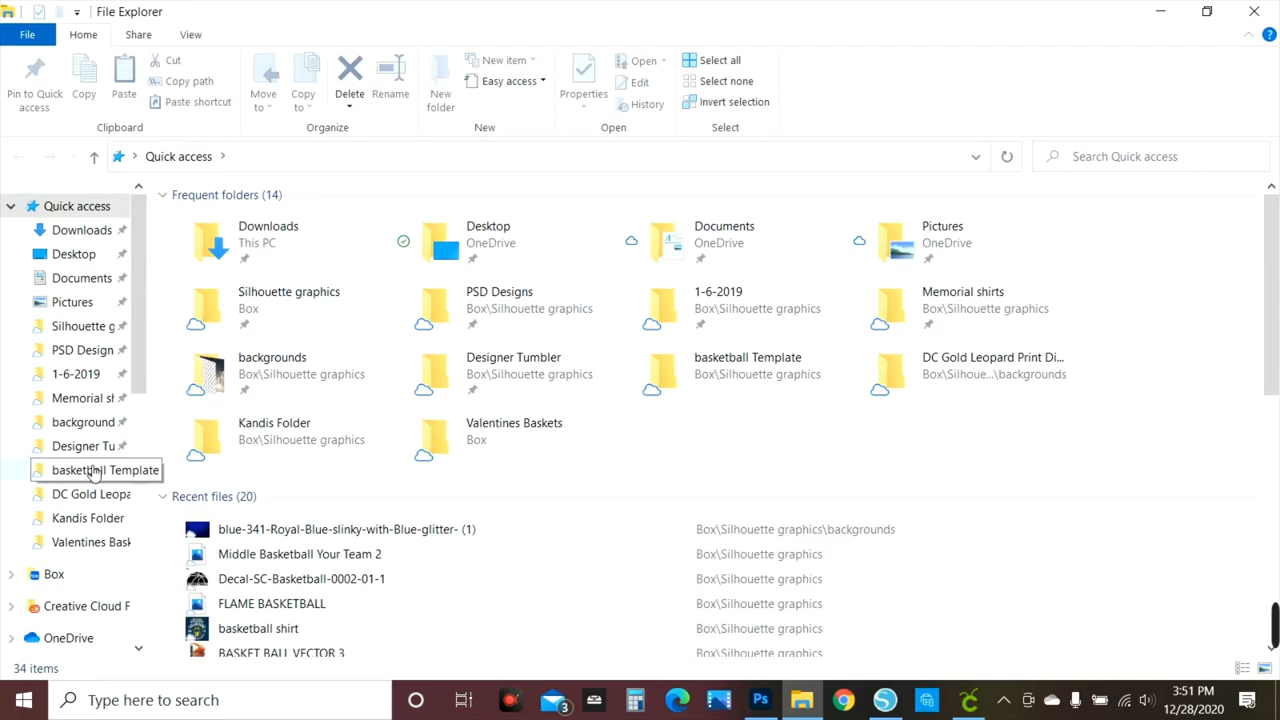 File Explorer
File Home Share View
Pin to Quick access
Copy
Paste
Cut
Copy path
Paste shortcut
Clipboard
Move to
Copy to
Delete
Rename
Organize
New folder
New item
Easy access
New
Properties
Open
Edit
History
Open
Select all
Select none
Invert selection
Select
Quick access
Search Quick access
Quick access
Downloads
Desktop
Documents
Pictures
Silhouette g
PSD Design
1-6-2019
Memorial sh
background
Designer Tu
basketball Template
DC Gold Leopa
Kandis Folder
Valentines Bask
Box
Creative Cloud F
OneDrive
Frequent folders (14)
Downloads
This PC
Desktop
OneDrive
Documents
OneDrive
Pictures
OneDrive
Silhouette graphics
Box
PSD Designs
Box\Silhouette graphics
1-6-2019
Box\Silhouette graphics
Memorial shirts
Box\Silhouette graphics
backgrounds
Box\Silhouette graphics
Designer Tumbler
Box\Silhouette graphics
basketball Template
Box\Silhouette graphics
DC Gold Leopard Print Di...
Box\Silhoue...\backgrounds
Kandis Folder
Box\Silhouette graphics
Valentines Baskets
Box
Recent files (20)
blue-341-Royal-Blue-slinky-with-Blue-glitter- (1) Box\Silhouette graphics\backgrounds
Middle Basketball Your Team 2 Box\Silhouette graphics
Decal-SC-Basketball-0002-01-1 Box\Silhouette graphics
FLAME BASKETBALL Box\Silhouette graphics
basketball shirt Box\Silhouette graphics
BASKET BALL VECTOR 3 Box\Silhouette graphics
34 items
Type here to search
3
Ps
3:51 PM
12/28/2020